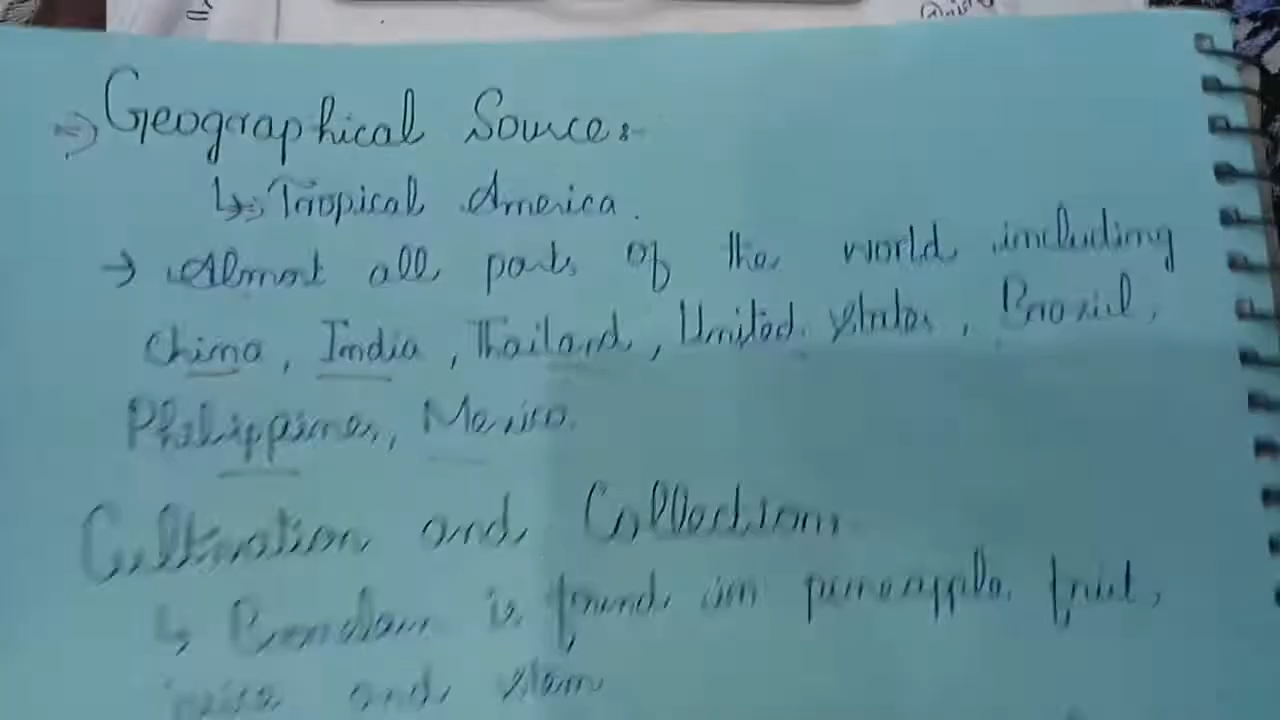 ⇒ Geographical Source:-
↳ Tropical America.
→ Almost all parts of the world including
China, India, Thailand, United States, Brazil,
Philippines, Mexico.
Cultivation and Collection
↳ Bromelain is found in pineapple fruit,
juice and stem